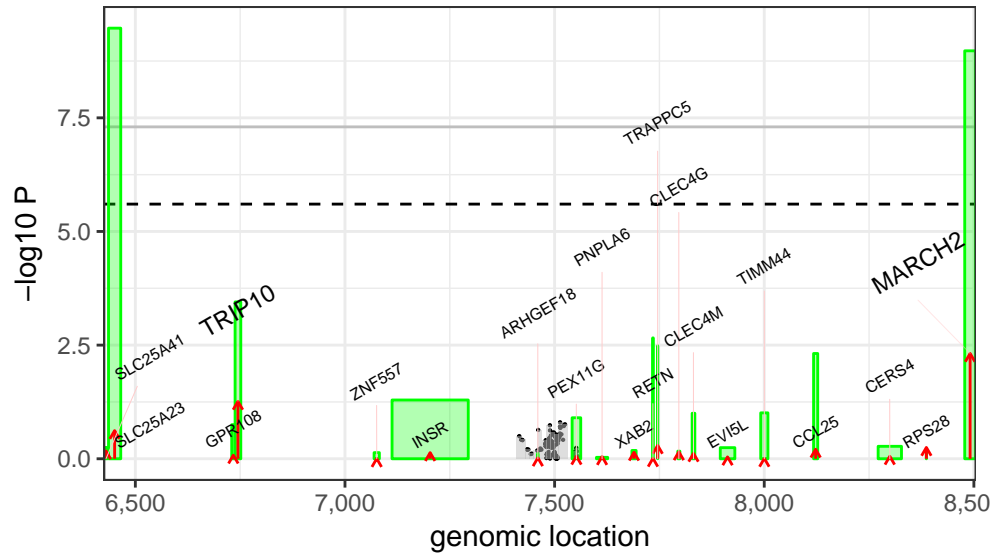 7.5
5.0
2.5
0.0
−log10 P
TRAPPC5
CLEC4G
PNPLA6
TIMM44
MARCH2
TRIP10
ARHGEF18
CLEC4M
SLC25A41
ZNF557
PEX11G
RETN
CERS4
SLC25A23
GPR108
INSR
XAB2
EVI5L
CCL25
RPS28
6,500
7,000
7,500
8,000
8,50
genomic location